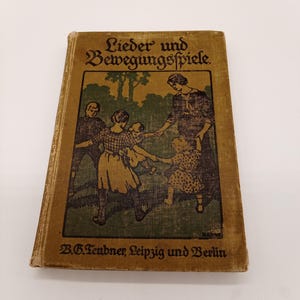 Lieder und
Bewegungsspiele.
B.G. Teubner, Leipzig und Berlin